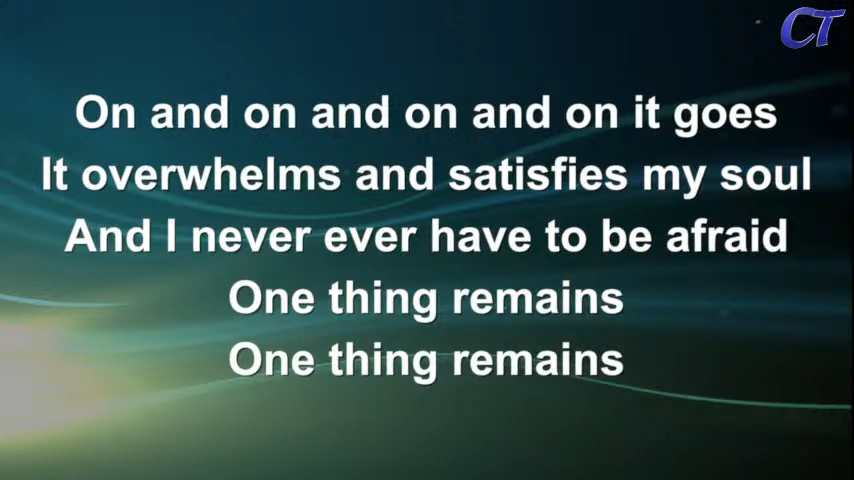 CT
On and on and on and on it goes
It overwhelms and satisfies my soul
And I never ever have to be afraid
One thing remains
One thing remains